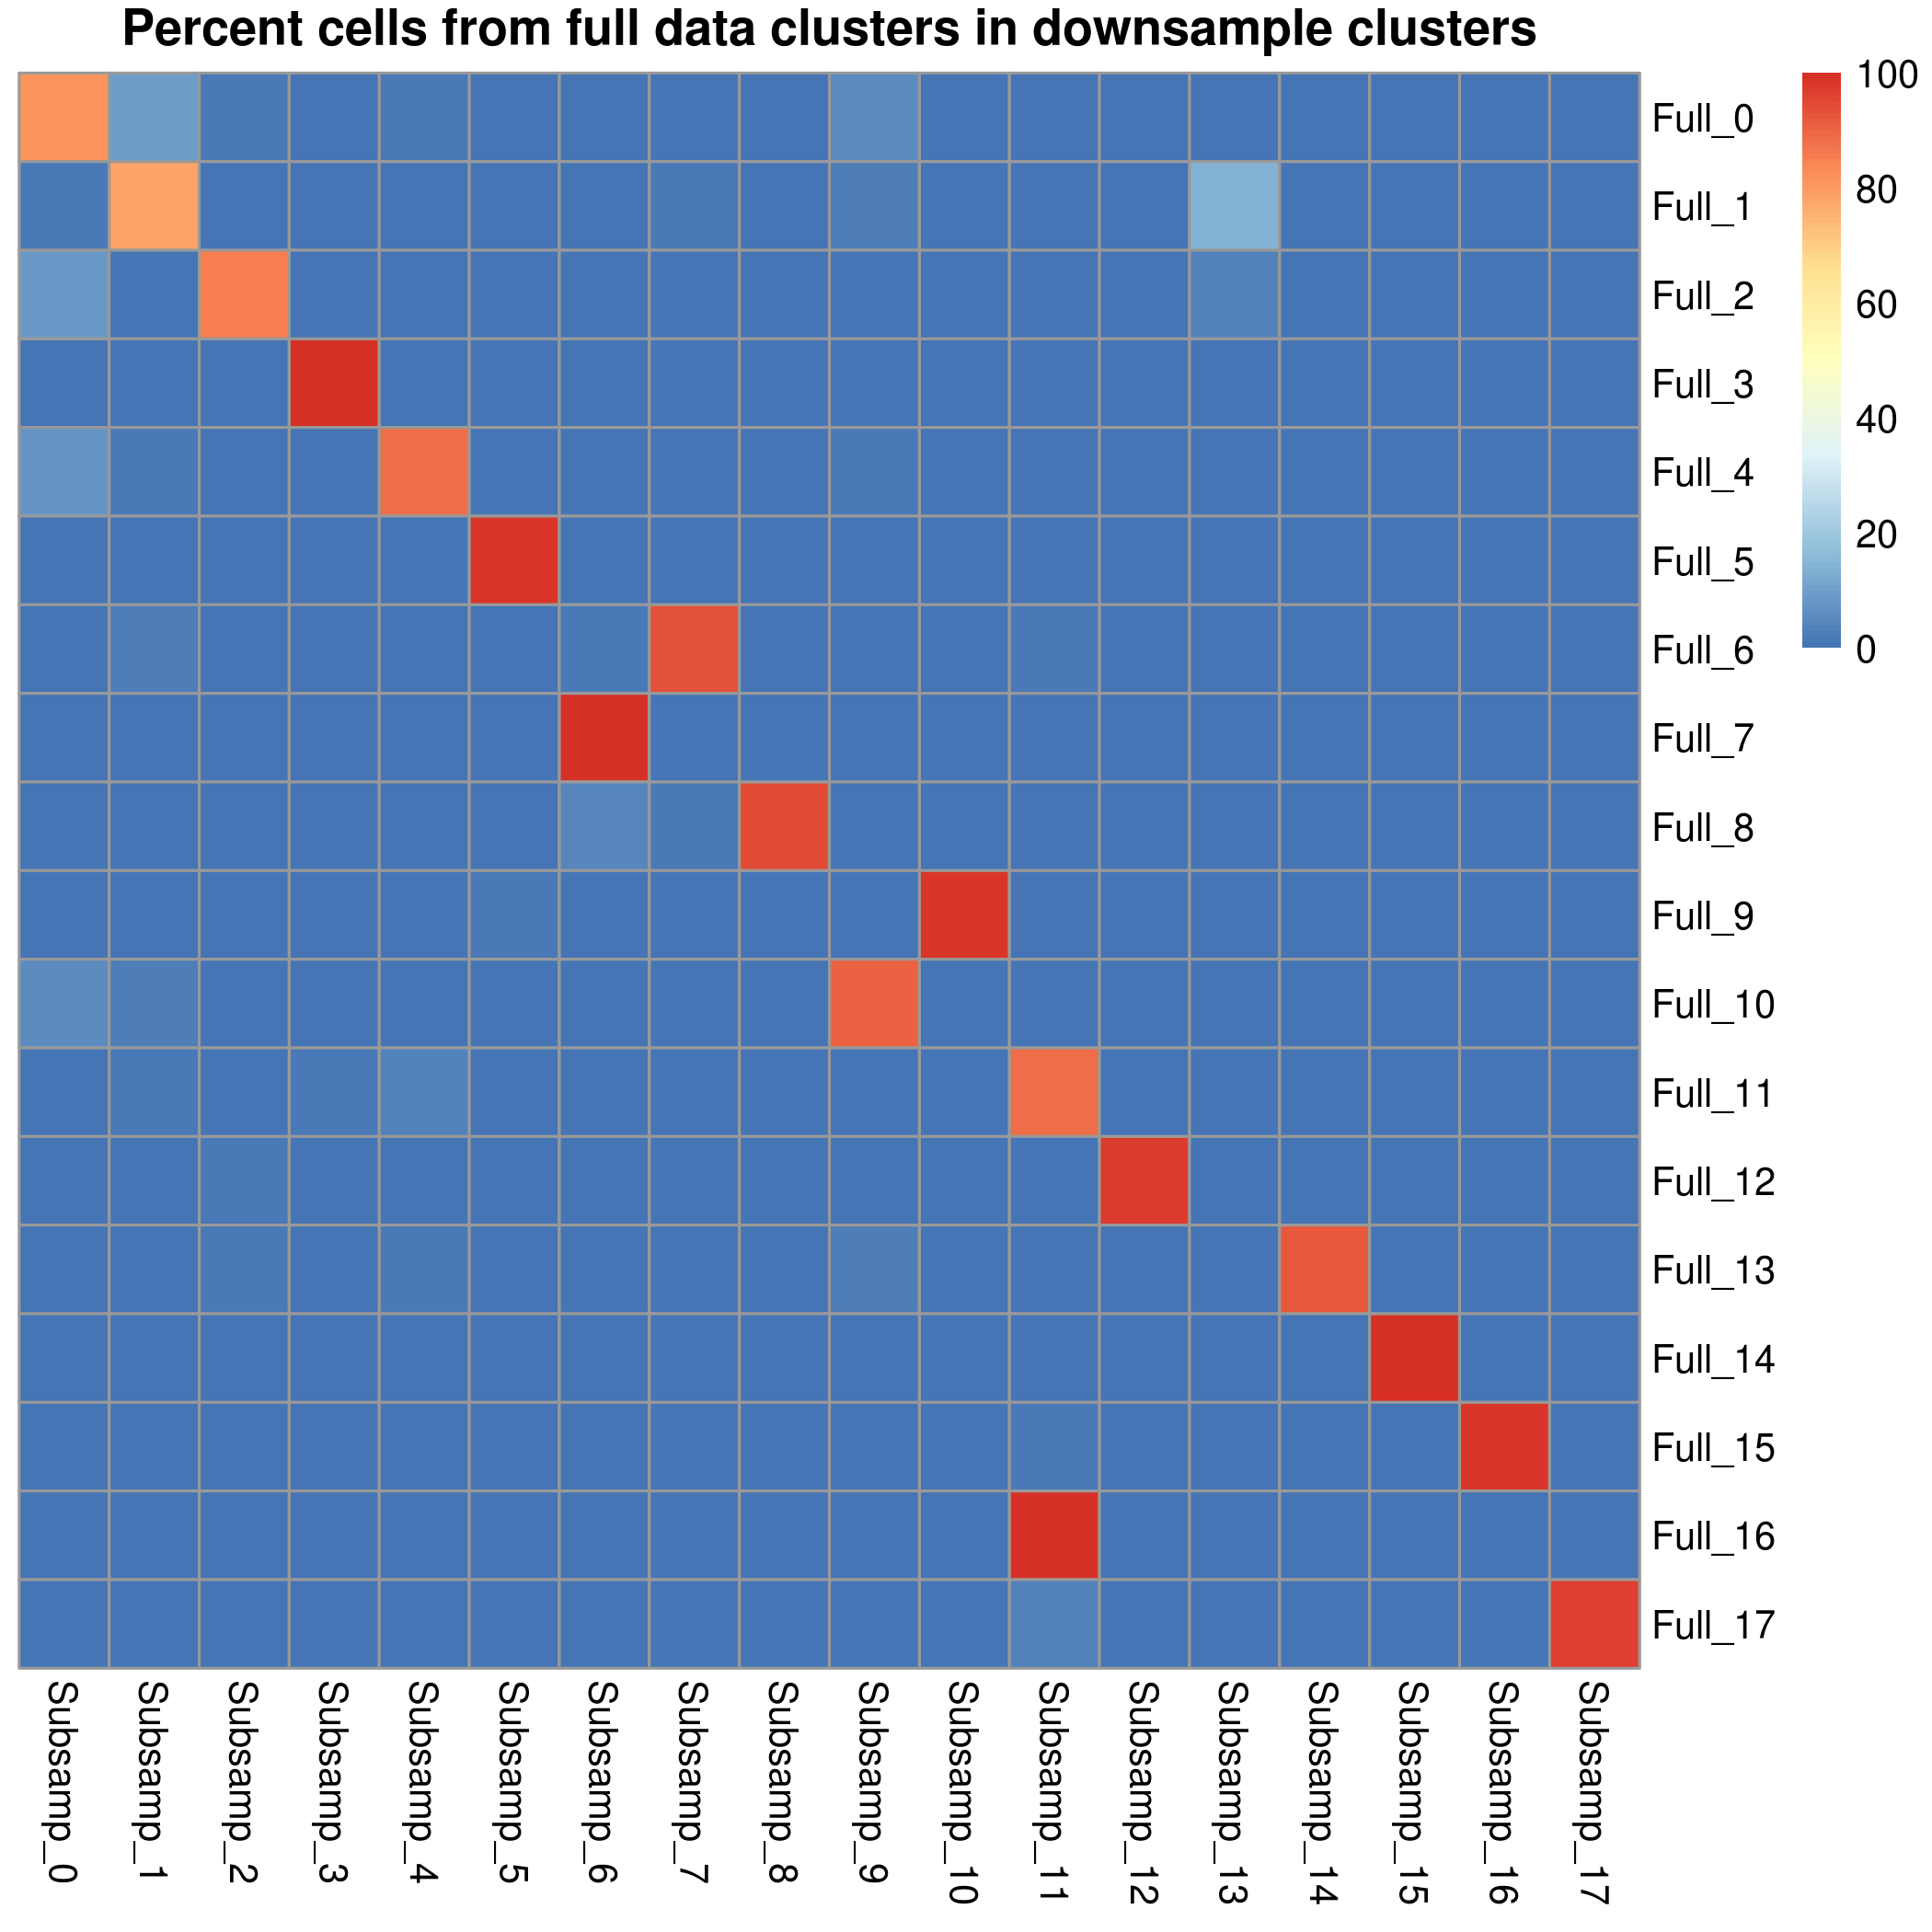 Percent cells from full data clusters in downsample clusters
100
80
60
40
20
0
Full_0
Full_1
Full_2
Full_3
Full_4
Full_5
Full_6
Full_7
Full_8
Full_9
Full_10
Full_11
Full_12
Full_13
Full_14
Full_15
Full_16
Full_17
Subsamp_0
Subsamp_1
Subsamp_2
Subsamp_3
Subsamp_4
Subsamp_5
Subsamp_6
Subsamp_7
Subsamp_8
Subsamp_9
Subsamp_10
Subsamp_11
Subsamp_12
Subsamp_13
Subsamp_14
Subsamp_15
Subsamp_16
Subsamp_17